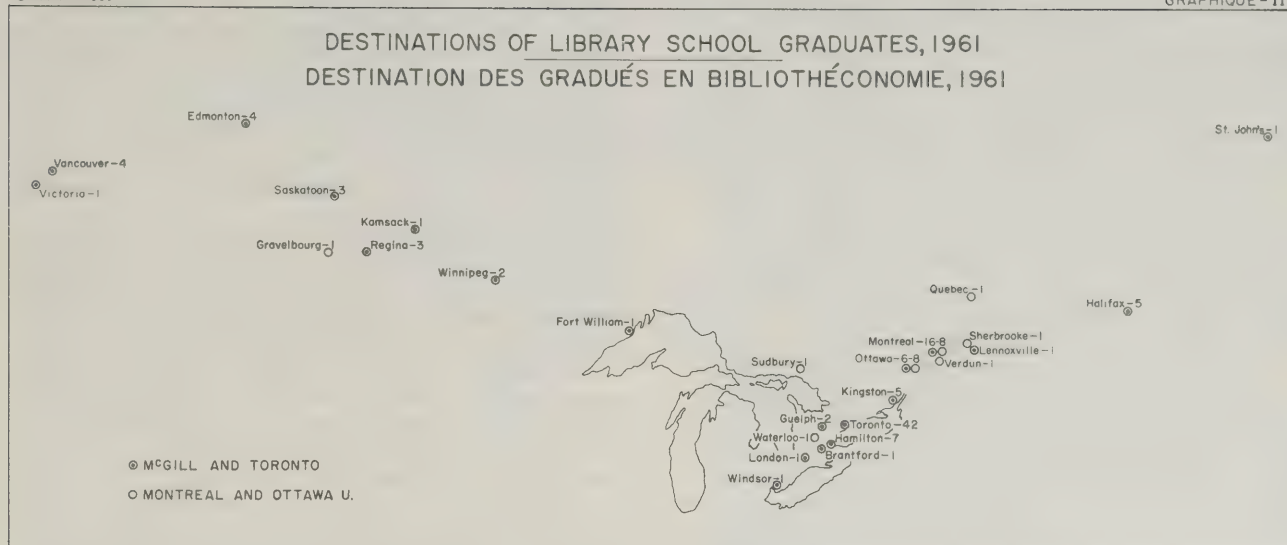 GRAPHIQUE-11
DESTINATIONS OF LIBRARY SCHOOL GRADUATES, 1961
DESTINATION DES GRADUÉS EN BIBLIOTHÉCONOMIE, 1961
Edmonton-4
St. John's-1
Vancouver-4
Victoria-1
Saskatoon-3
Kamsack-1
Gravelbourg-1
Regina-3
Winnipeg-2
Quebec-1
Halifax-5
Fort William-1
Sherbrooke-1
Montreal-16-8
Lennoxville-1
Ottawa-6-8
Verdun-1
Sudbury-1
Kingston-5
Guelph-2
Toronto-42
Waterloo-1
Hamilton-7
London-1
Brantford-1
Windsor-1
MCGILL AND TORONTO
MONTREAL AND OTTAWA U.